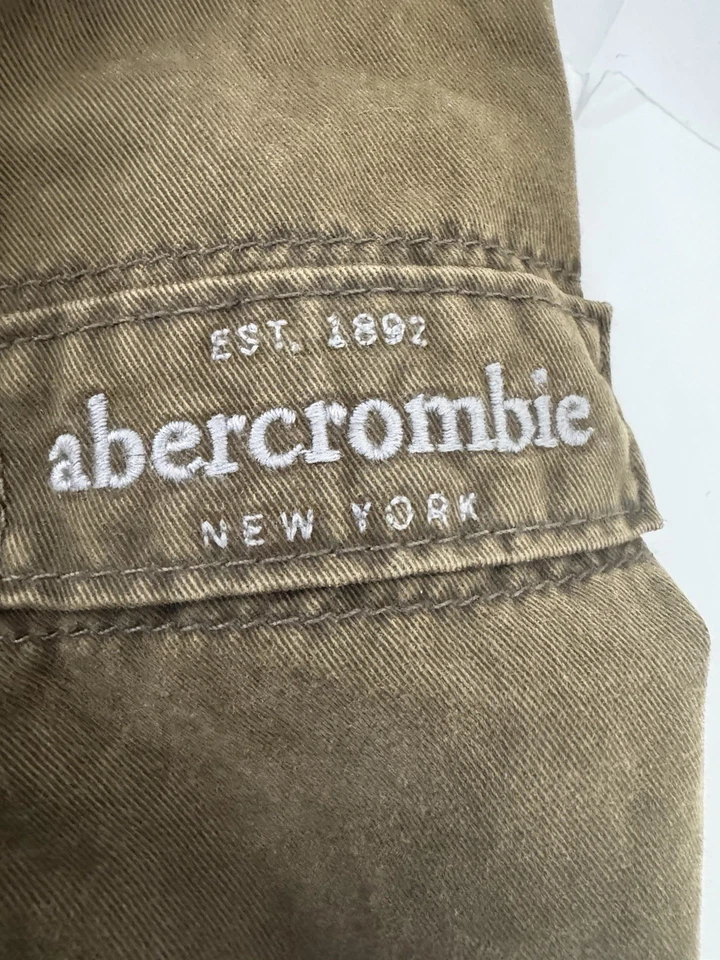 EST. 1892
abercrombie
NEW YORK